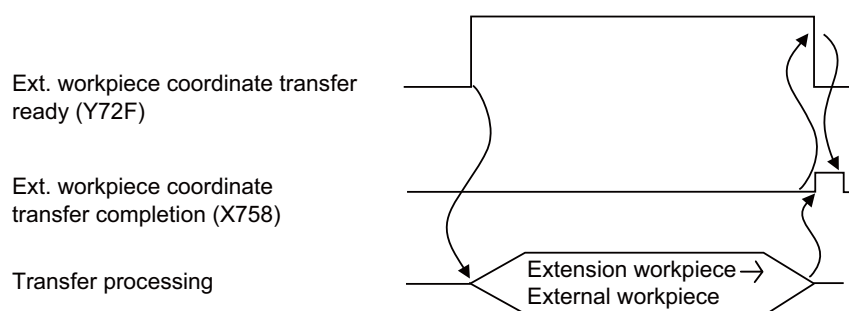 Ext. workpiece coordinate transfer
ready (Y72F)
Ext. workpiece coordinate
transfer completion (X758)
Transfer processing
Extension workpiece →
External workpiece